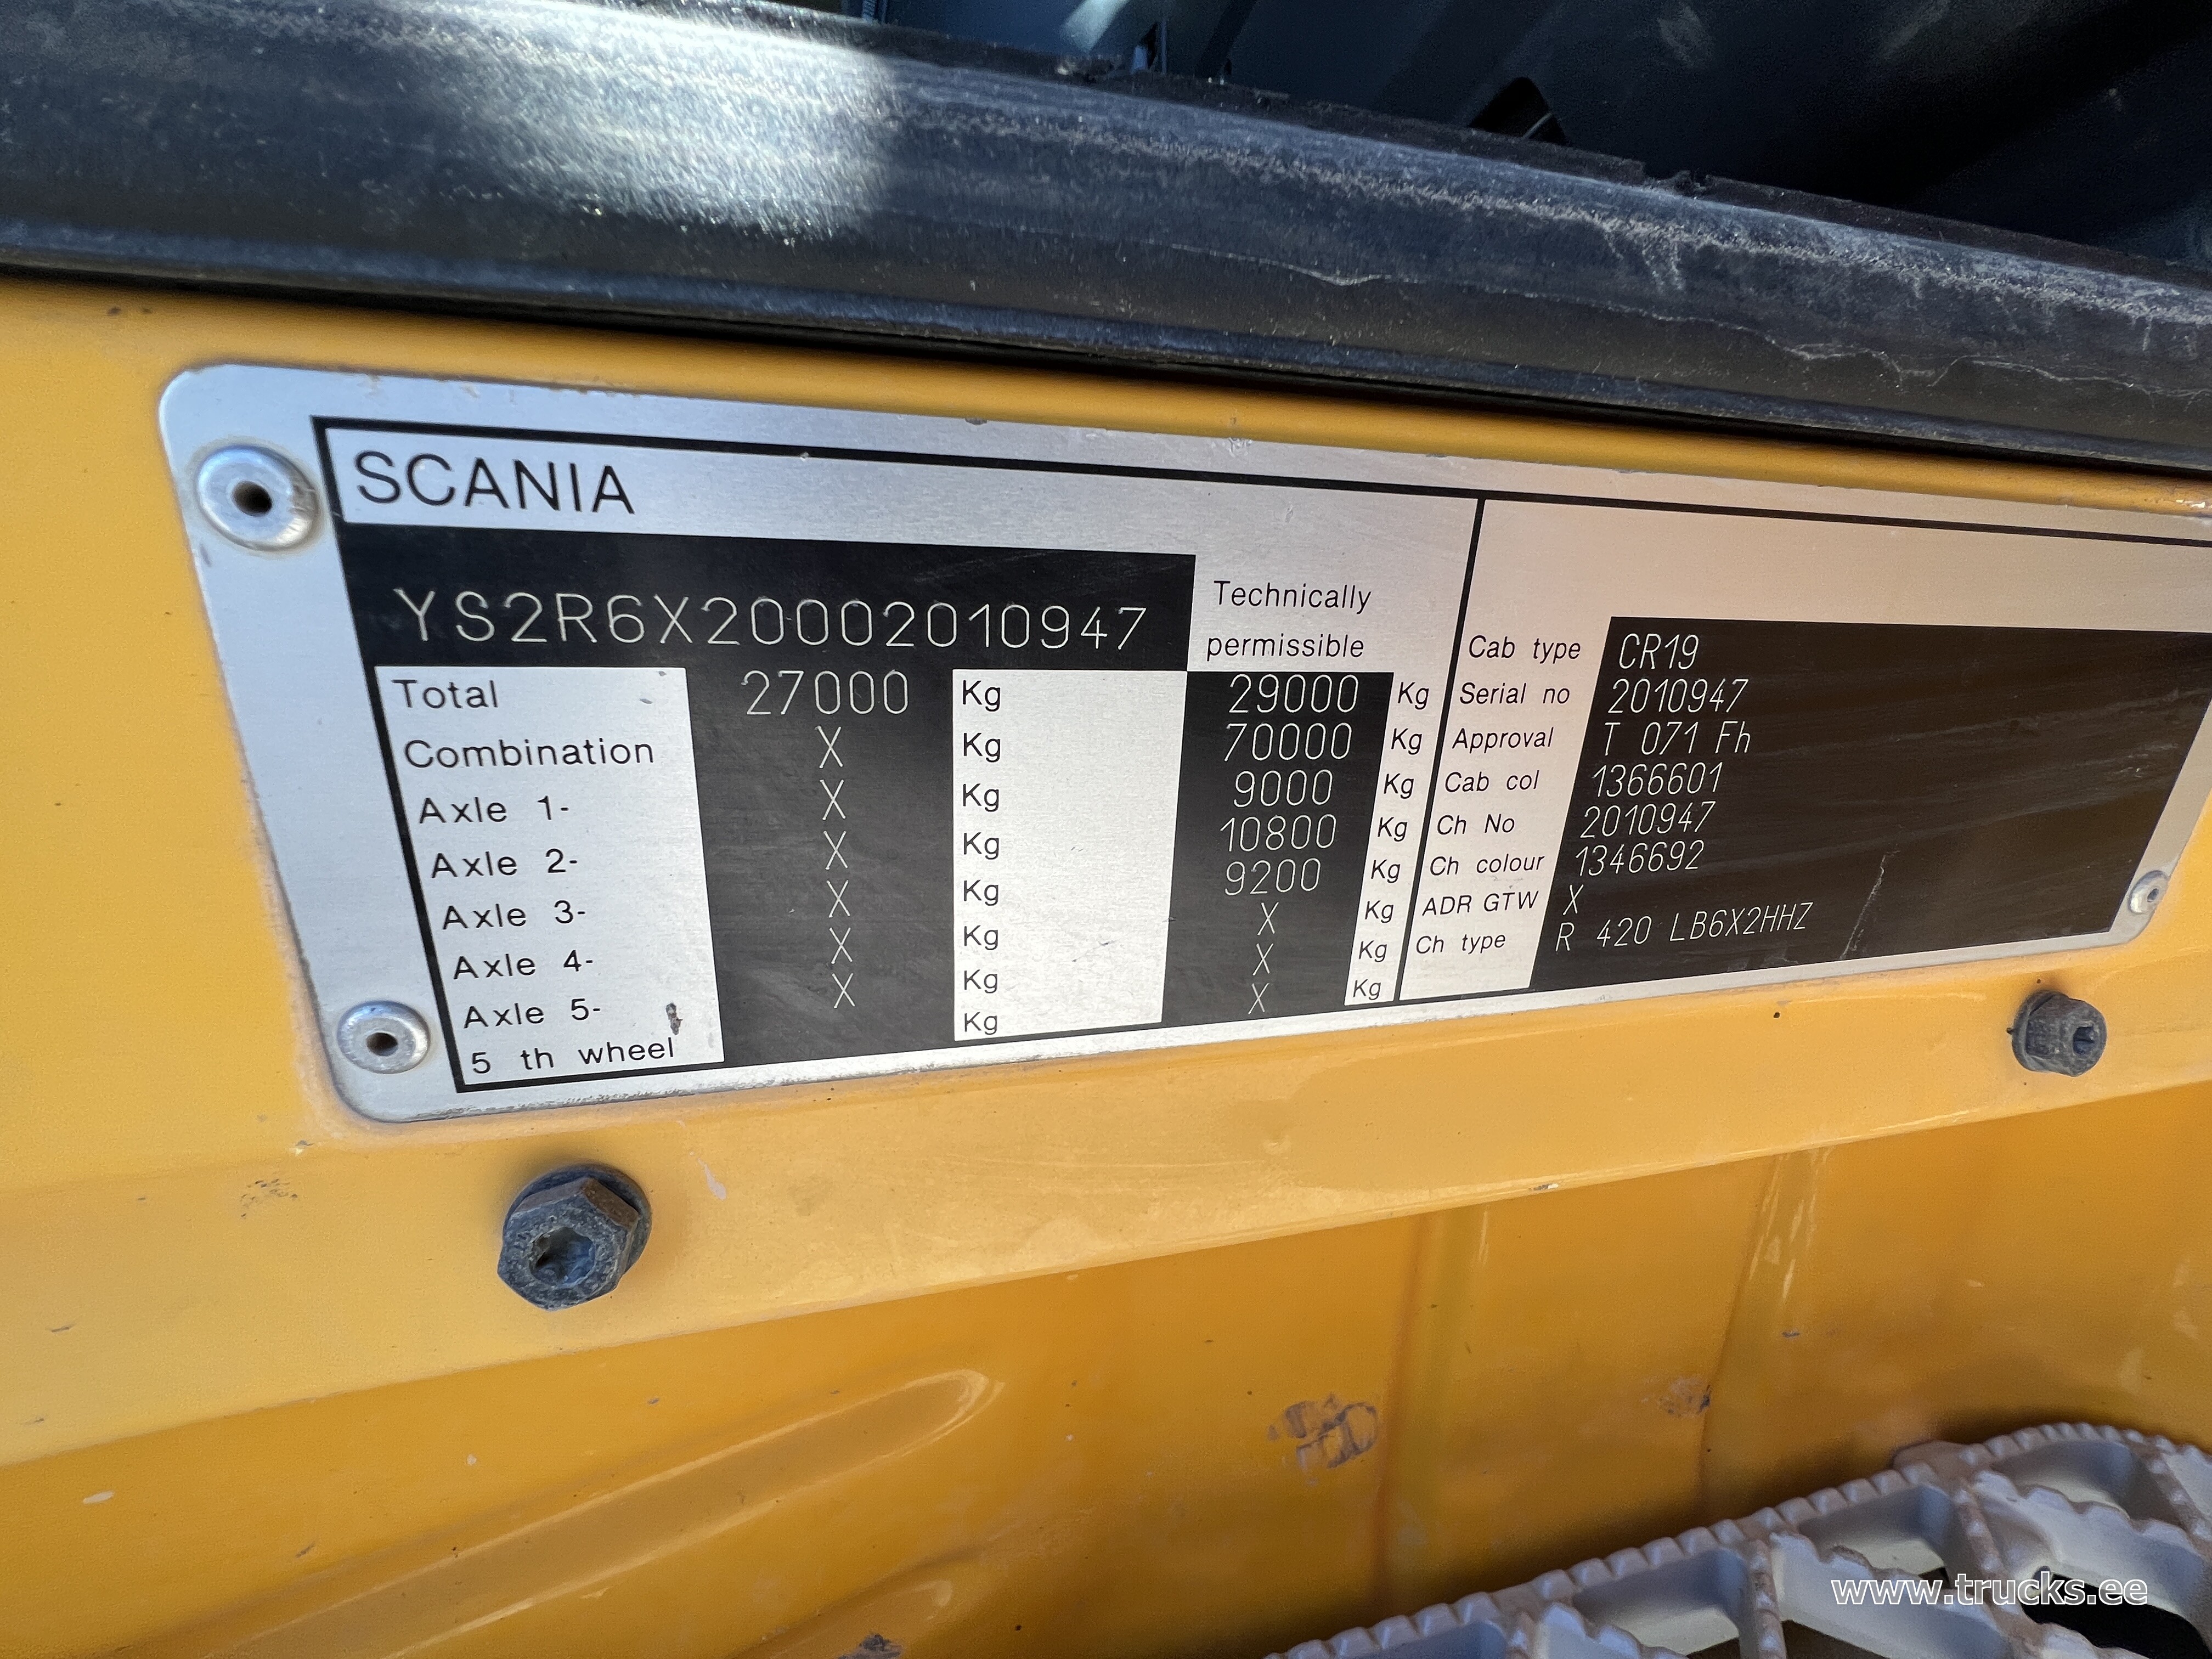 SCANIA
YS2R6X20002010947
Technically
permissible
Total 27000 Kg 29000 Kg
Combination X Kg 70000 Kg
Axle 1- X Kg 9000 Kg
Axle 2- X Kg 10800 Kg
Axle 3- X Kg 9200 Kg
Axle 4- X Kg X Kg
Axle 5- X Kg X Kg
5 th wheel Kg X Kg
Cab type CR19
Serial no 2010947
Approval T 071 Fh
Cab col 1366601
Ch No 2010947
Ch colour 1346692
ADR GTW X
Ch type R 420 LB6X2HHZ
www.trucks.ee